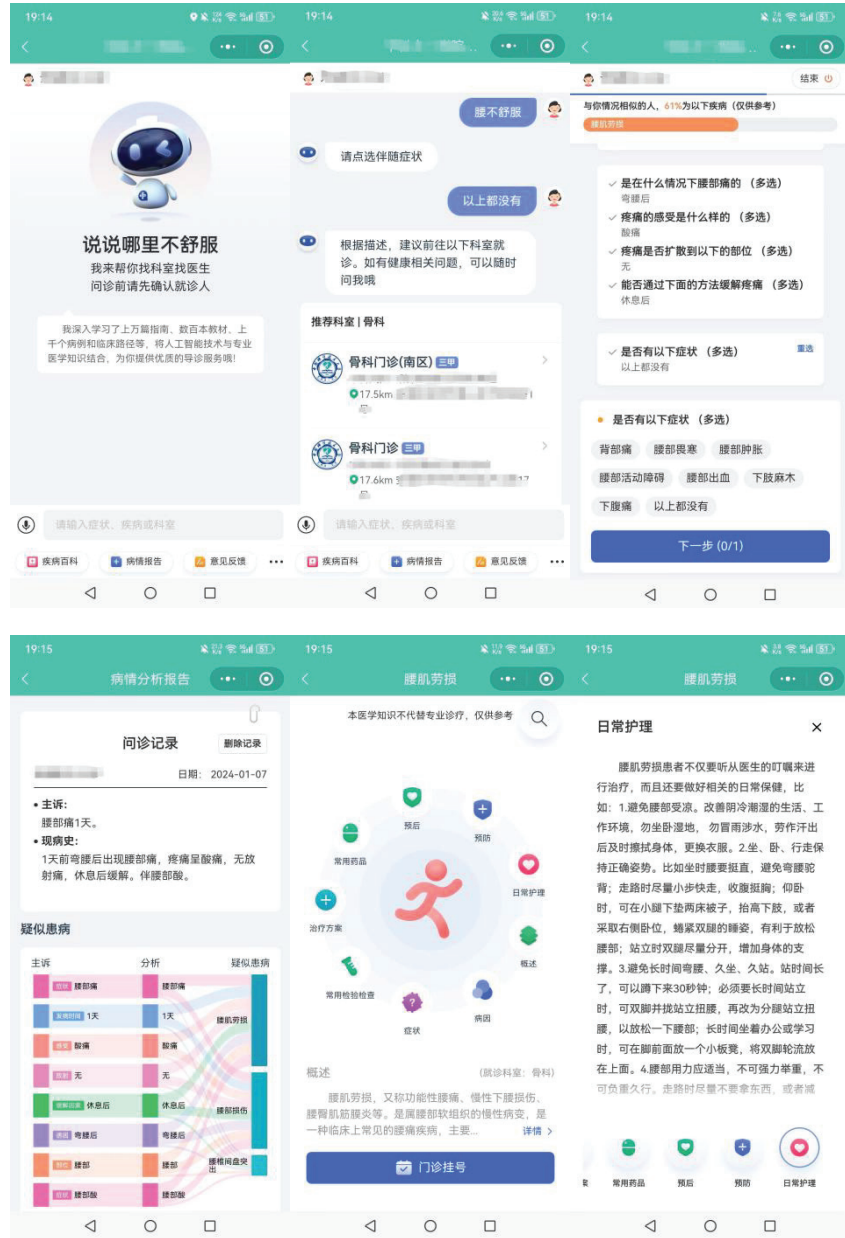 19:14
结束
说说哪里不舒服
我来帮你找科室找医生
问诊前请先确认就诊人
我深入学习了上万篇指南、数百本教材、上
千个病例和临床路径等，将人工智能技术与专业
医学知识结合，为你提供优质的导诊服务哦!
请输入症状、疾病或科室
疾病百科
病情报告
意见反馈
19:14
腰不舒服
请点选伴随症状
以上都没有
根据描述，建议前往以下科室就
诊。如有健康相关问题，可以随时
问我哦
推荐科室|骨科
骨科门诊(南区) 三甲
17.5km
骨科门诊 三甲
17.6km
请输入症状、疾病或科室
疾病百科
病情报告
意见反馈
19:14
与你情况相似的人，61%为以下疾病（仅供参考）
腰肌劳损
是在什么情况下腰部痛的 （多选）
弯腰后
疼痛的感受是什么样的 （多选）
酸痛
疼痛是否扩散到以下的部位 （多选）
无
能否通过下面的方法缓解疼痛 （多选）
休息后
是否有以下症状 （多选） 重选
以上都没有
是否有以下症状 （多选）
背部痛 腰部畏寒 腰部肿胀
腰部活动障碍 腰部出血 下肢麻木
下腹痛 以上都没有
下一步 (0/1)
19:15
病情分析报告
问诊记录 删除记录
日期: 2024-01-07
主诉:
腰部痛1天。
现病史:
1天前弯腰后出现腰部痛，疼痛呈酸痛，无放
射痛，休息后缓解。伴腰部酸。
疑似患病
主诉 分析 疑似患病
症状 腰部痛 腰部痛
1天 1天
腰肌劳损
酸痛 酸痛
无 无
休息后 休息后
腰部损伤
弯腰后 弯腰后
腰部 腰部
腰椎间盘突
出
症状 腰部酸 腰部酸
19:15
腰肌劳损
本医学知识不代替专业诊疗，仅供参考
预后
预防
常用药品
日常护理
治疗方案
概述
常用检验检查
病因
症状
概述 (就诊科室: 骨科)
腰肌劳损，又称功能性腰痛、慢性下腰损伤、
腰臀肌筋膜炎等。是属腰部软组织的慢性病变，是
一种临床上常见的腰痛疾病，主要... 详情 >
门诊挂号
19:15
腰肌劳损
日常护理
腰肌劳损患者不仅要听从医生的叮嘱来进
行治疗，而且还要做好相关的日常保健，比
如: 1.避免腰部受凉。改善阴冷潮湿的生活、工
作环境，勿坐卧湿地，勿冒雨涉水，劳作汗出
后及时擦拭身体，更换衣服。2.坐、卧、行走保
持正确姿势。比如坐时腰要挺直，避免弯腰驼
背；走路时尽量小步快走，收腹挺胸；仰卧
时，可在小腿下垫两床被子，抬高下肢，或者
采取右侧卧位，蜷紧双腿的睡姿，有利于放松
腰部；站立时双腿尽量分开，增加身体的支
撑。3.避免长时间弯腰、久坐、久站。站时间长
了，可以蹲下来30秒钟；必须要长时间站立
时，可双脚并拢站立扭腰，再改为分腿站立扭
腰，以放松一下腰部；长时间坐着办公或学习
时，可在脚前面放一个小板凳，将双脚轮流放
在上面。4.腰部用力应适当，不可强力举重，不
可负重久行。走路时尽量不要拿东西，或者减
常用药品
预后
预防
日常护理